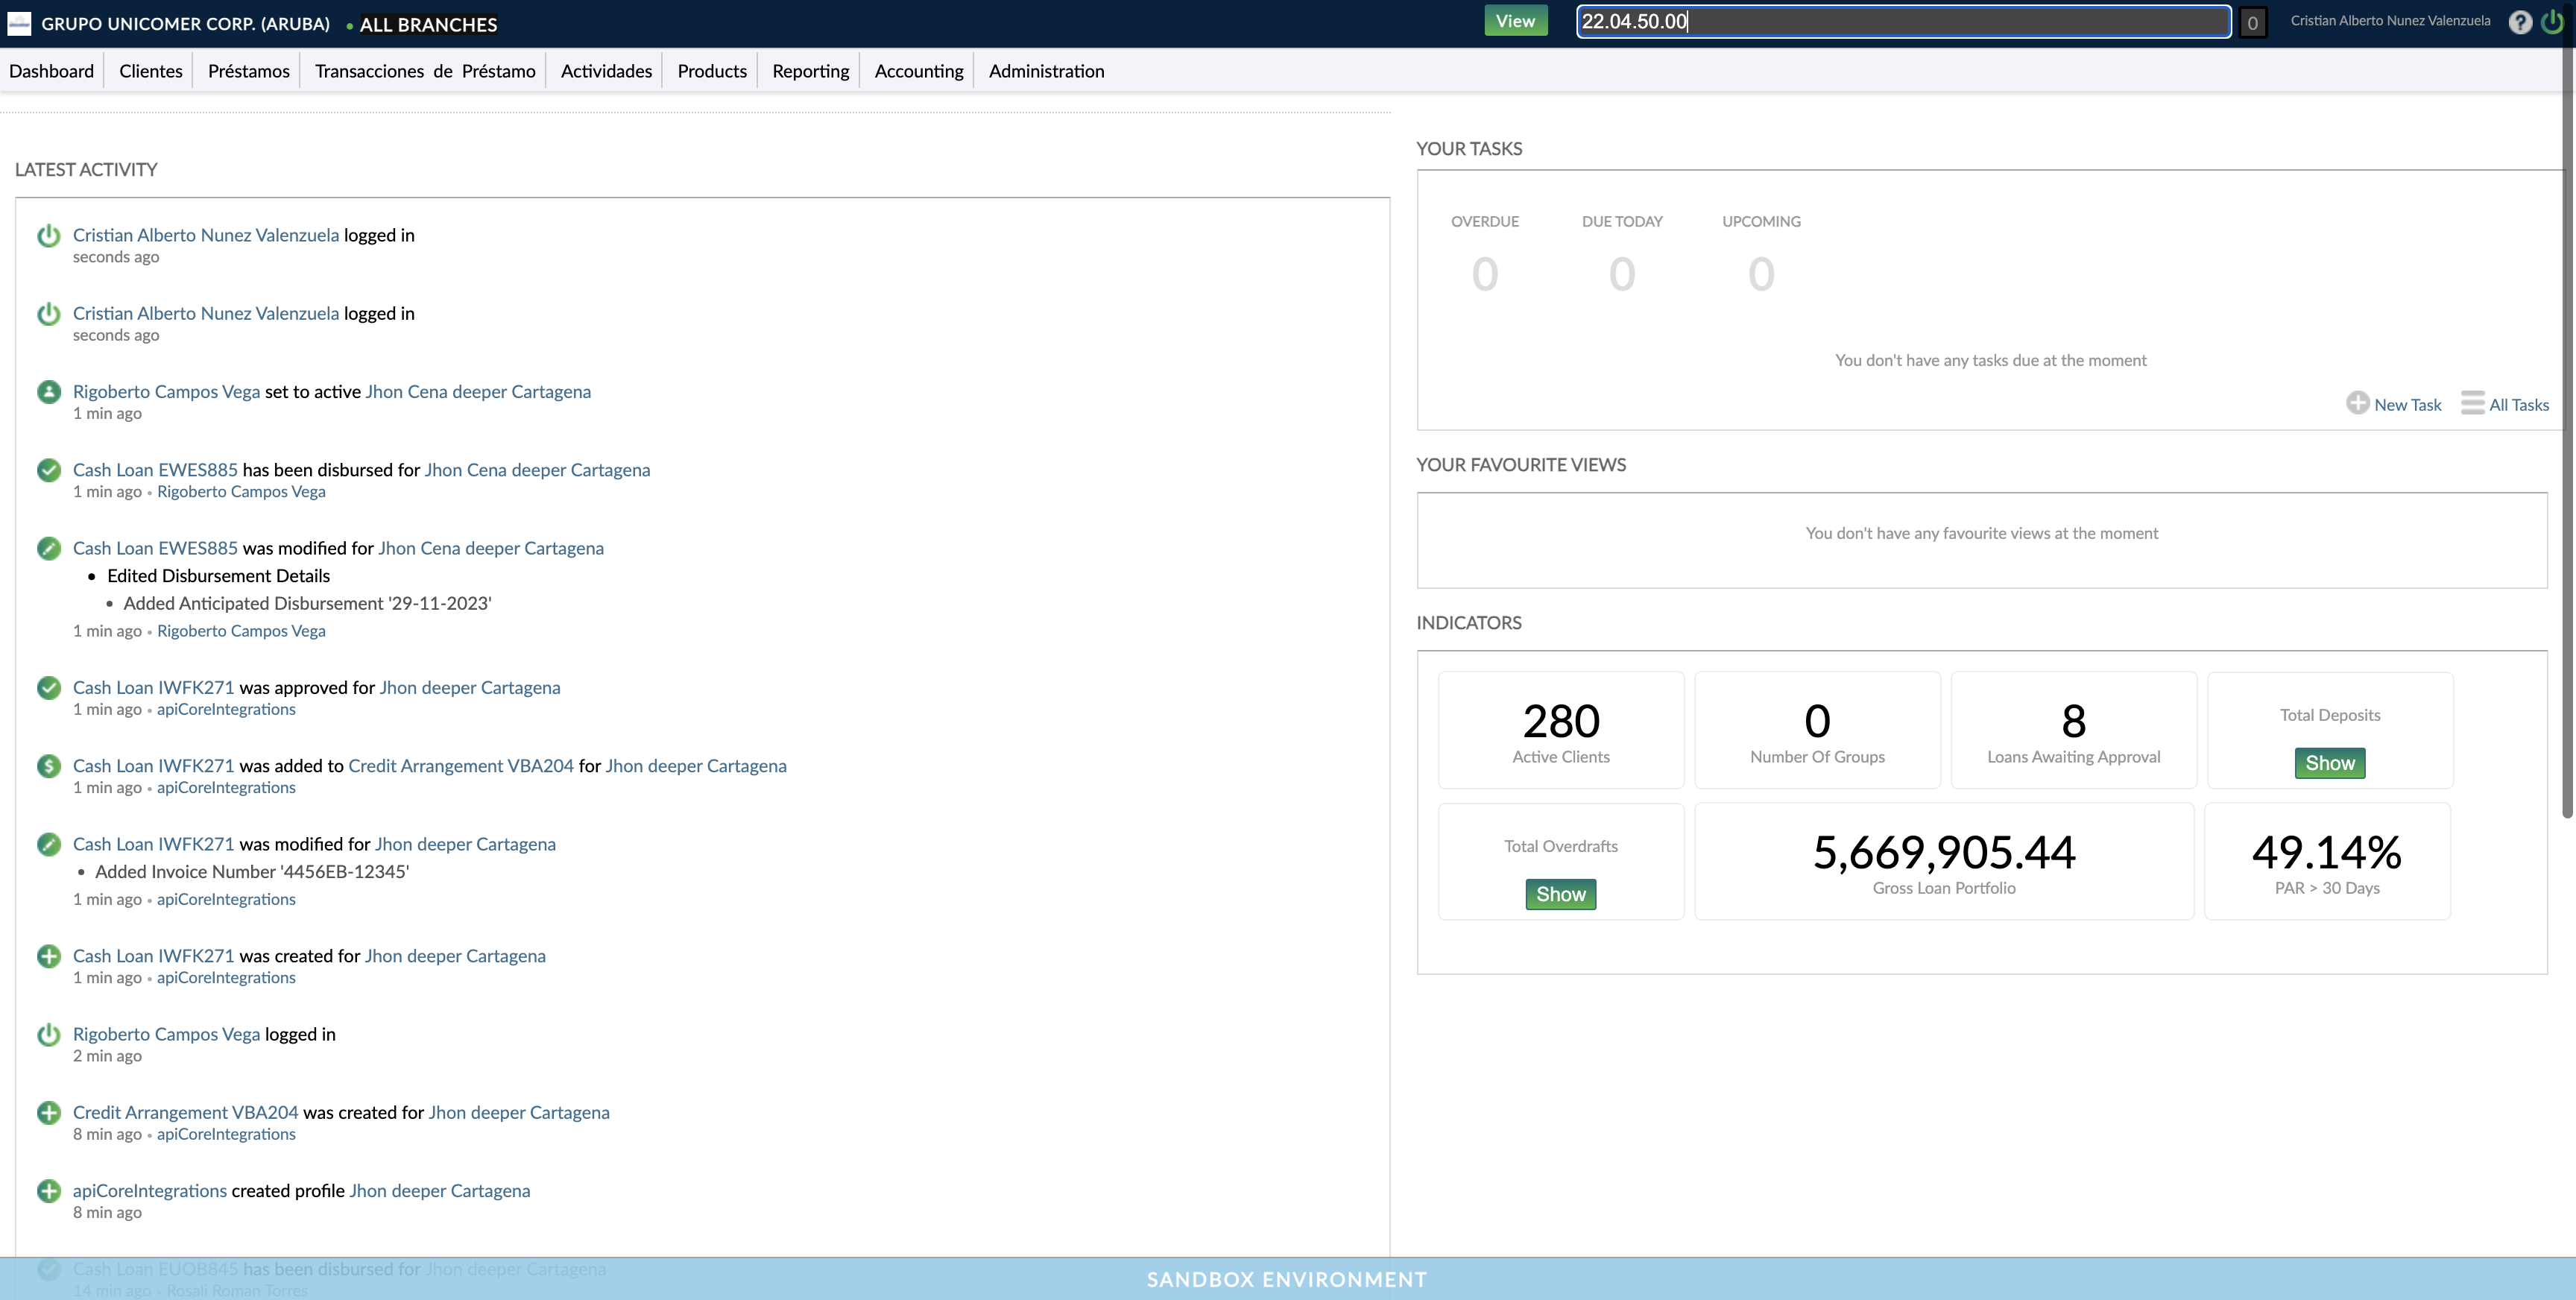 GRUPO UNICOMER CORP. (ARUBA) • ALL BRANCHES
View
22.04.50.00
0
Cristian Alberto Nunez Valenzuela
?
Dashboard Clientes Préstamos Transacciones de Préstamo Actividades Products Reporting Accounting Administration
LATEST ACTIVITY
Cristian Alberto Nunez Valenzuela logged in
seconds ago
Cristian Alberto Nunez Valenzuela logged in
seconds ago
Rigoberto Campos Vega set to active Jhon Cena deeper Cartagena
1 min ago
Cash Loan EWES885 has been disbursed for Jhon Cena deeper Cartagena
1 min ago • Rigoberto Campos Vega
Cash Loan EWES885 was modified for Jhon Cena deeper Cartagena
• Edited Disbursement Details
• Added Anticipated Disbursement '29-11-2023'
1 min ago • Rigoberto Campos Vega
Cash Loan IWFK271 was approved for Jhon deeper Cartagena
1 min ago • apiCoreIntegrations
Cash Loan IWFK271 was added to Credit Arrangement VBA204 for Jhon deeper Cartagena
1 min ago • apiCoreIntegrations
Cash Loan IWFK271 was modified for Jhon deeper Cartagena
• Added Invoice Number '4456EB-12345'
1 min ago • apiCoreIntegrations
Cash Loan IWFK271 was created for Jhon deeper Cartagena
1 min ago • apiCoreIntegrations
Rigoberto Campos Vega logged in
2 min ago
Credit Arrangement VBA204 was created for Jhon deeper Cartagena
8 min ago • apiCoreIntegrations
apiCoreIntegrations created profile Jhon deeper Cartagena
8 min ago
Cash Loan EUOB845 has been disbursed for Jhon deeper Cartagena
14 min ago • Rosali Roman Torres
YOUR TASKS
OVERDUE DUE TODAY UPCOMING
0 0 0
You don't have any tasks due at the moment
New Task All Tasks
YOUR FAVOURITE VIEWS
You don't have any favourite views at the moment
INDICATORS
280
Active Clients
0
Number Of Groups
8
Loans Awaiting Approval
Total Deposits
Show
Total Overdrafts
Show
5,669,905.44
Gross Loan Portfolio
49.14%
PAR > 30 Days
SANDBOX ENVIRONMENT